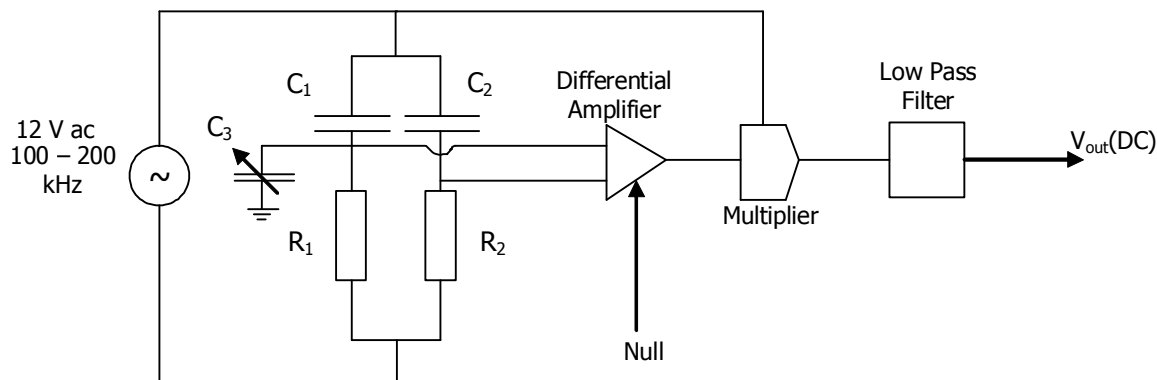 12 V ac
100 – 200
kHz
~
C₃
C₁
C₂
R₁
R₂
Differential
Amplifier
Null
Multiplier
Low Pass
Filter
Vout(DC)